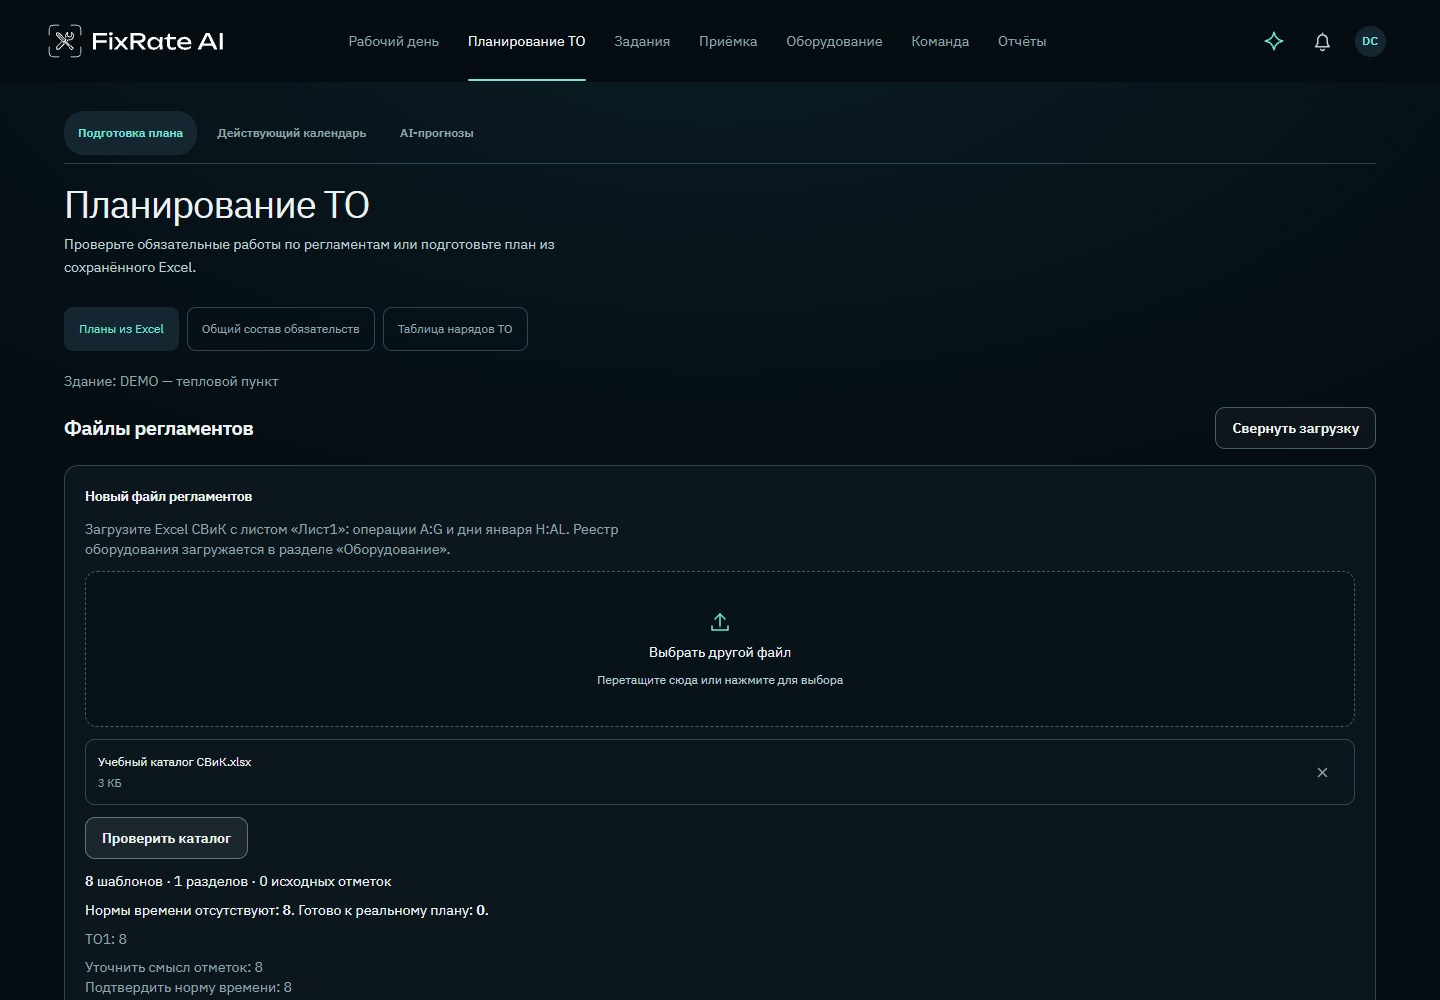 FixRate AI
Рабочий день
Планирование ТО
Задания
Приёмка
Оборудование
Команда
Отчёты
DC
Подготовка плана
Действующий календарь
AI-прогнозы
Планирование ТО
Проверьте обязательные работы по регламентам или подготовьте план из
сохранённого Excel.
Планы из Excel
Общий состав обязательств
Таблица нарядов ТО
Здание: DEMO — тепловой пункт
Файлы регламентов
Свернуть загрузку
Новый файл регламентов
Загрузите Excel СВиК с листом «Лист1»: операции A:G и дни января H:AL. Реестр
оборудования загружается в разделе «Оборудование».
Выбрать другой файл
Перетащите сюда или нажмите для выбора
Учебный каталог СВиК.xlsx
3 КБ
Проверить каталог
8 шаблонов · 1 разделов · 0 исходных отметок
Нормы времени отсутствуют: 8. Готово к реальному плану: 0.
ТО1: 8
Уточнить смысл отметок: 8
Подтвердить норму времени: 8